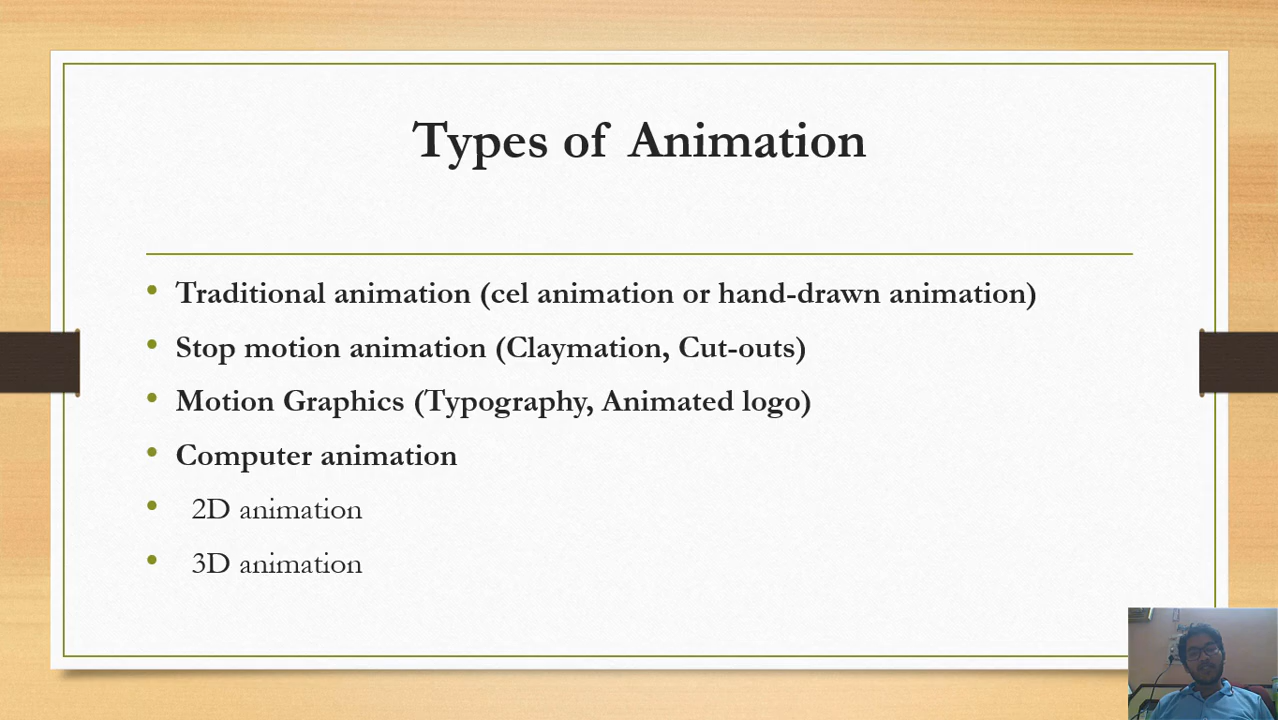 Types of Animation
• Traditional animation (cel animation or hand-drawn animation)
• Stop motion animation (Claymation, Cut-outs)
• Motion Graphics (Typography, Animated logo)
• Computer animation
• 2D animation
• 3D animation